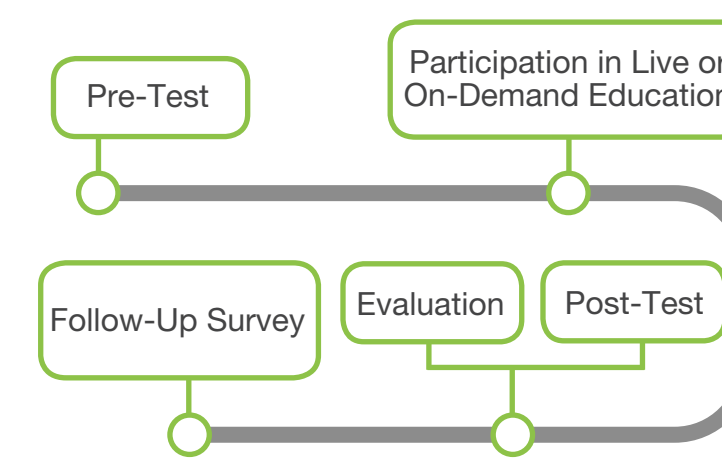 Pre-Test
Participation in Live or
On-Demand Education
Follow-Up Survey
Evaluation
Post-Test